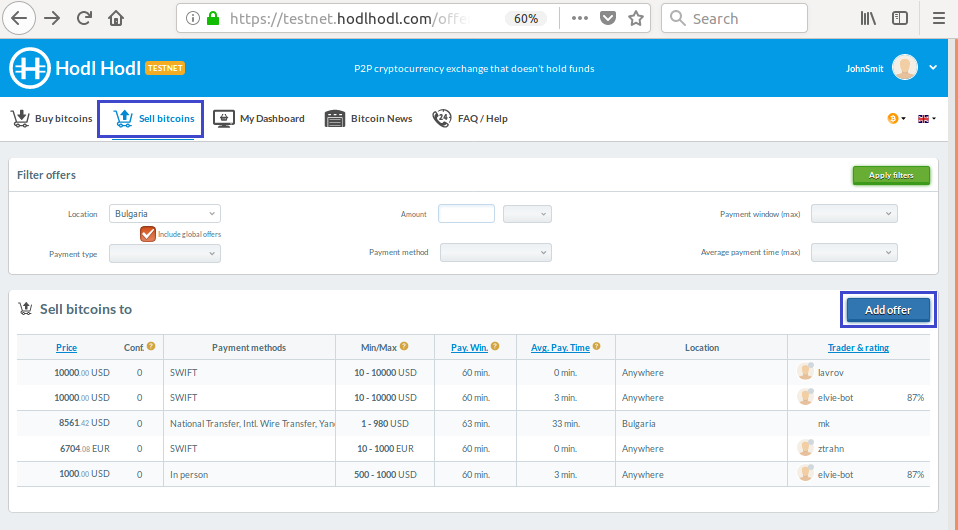 https://testnet.hodlhodl.com/offe 60% Search
Hodl Hodl TESTNET P2P cryptocurrency exchange that doesn't hold funds JohnSmit
Buy bitcoins Sell bitcoins My Dashboard 24 Bitcoin News FAQ / Help
Filter offers Apply filters
Location Bulgaria Amount Payment window (max)
Include global offers
Payment type Payment method Average payment time (max)
Sell bitcoins to Add offer
Price Conf. ? Payment methods Min/Max ? Pay. Win. ? Avg. Pay. Time ? Location Trader & rating
10000.00 USD 0 SWIFT 10 - 10000 USD 60 min. 0 min. Anywhere lavrov
10000.00 USD 0 SWIFT 10 - 10000 USD 60 min. 3 min. Anywhere elvie-bot 87%
8561.42 USD 0 National Transfer, Intl. Wire Transfer, Yan 1 - 980 USD 63 min. 33 min. Bulgaria mk
6704.08 EUR 0 SWIFT 10 - 1000 EUR 60 min. Anywhere ztrahn
1000.00 USD 0 In person 500 - 1000 USD 60 min. 3 min. Anywhere elvie-bot 87%